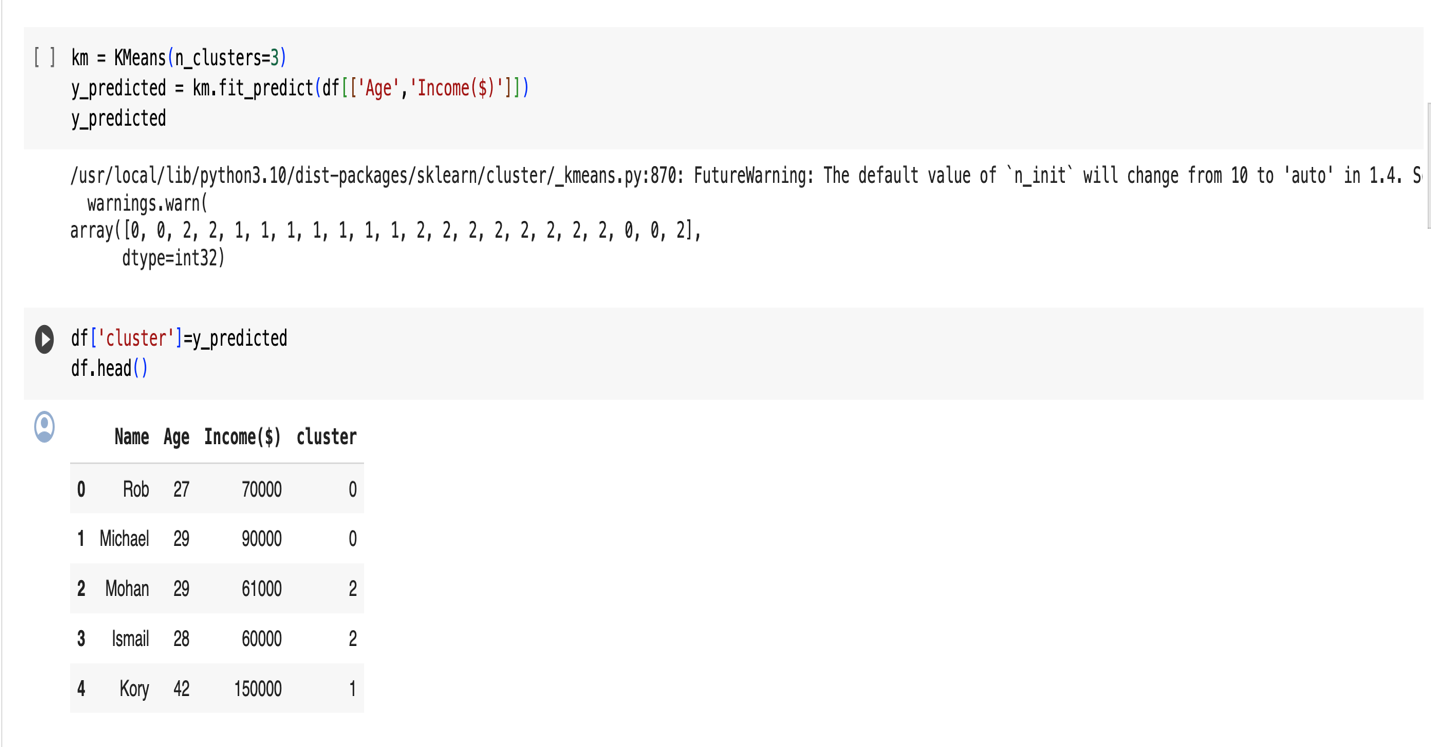 [ ] km = KMeans(n_clusters=3)
y_predicted = km.fit_predict(df[['Age','Income($)']])
y_predicted
/usr/local/lib/python3.10/dist-packages/sklearn/cluster/_kmeans.py:870: FutureWarning: The default value of `n_init` will change from 10 to 'auto' in 1.4.
warnings.warn(
array([0, 0, 2, 2, 1, 1, 1, 1, 1, 1, 1, 2, 2, 2, 2, 2, 2, 2, 2, 0, 0, 2],
dtype=int32)
df['cluster']=y_predicted
df.head()
Name Age Income($) cluster
0 Rob 27 70000 0
1 Michael 29 90000 0
2 Mohan 29 61000 2
3 Ismail 28 60000 2
4 Kory 42 150000 1